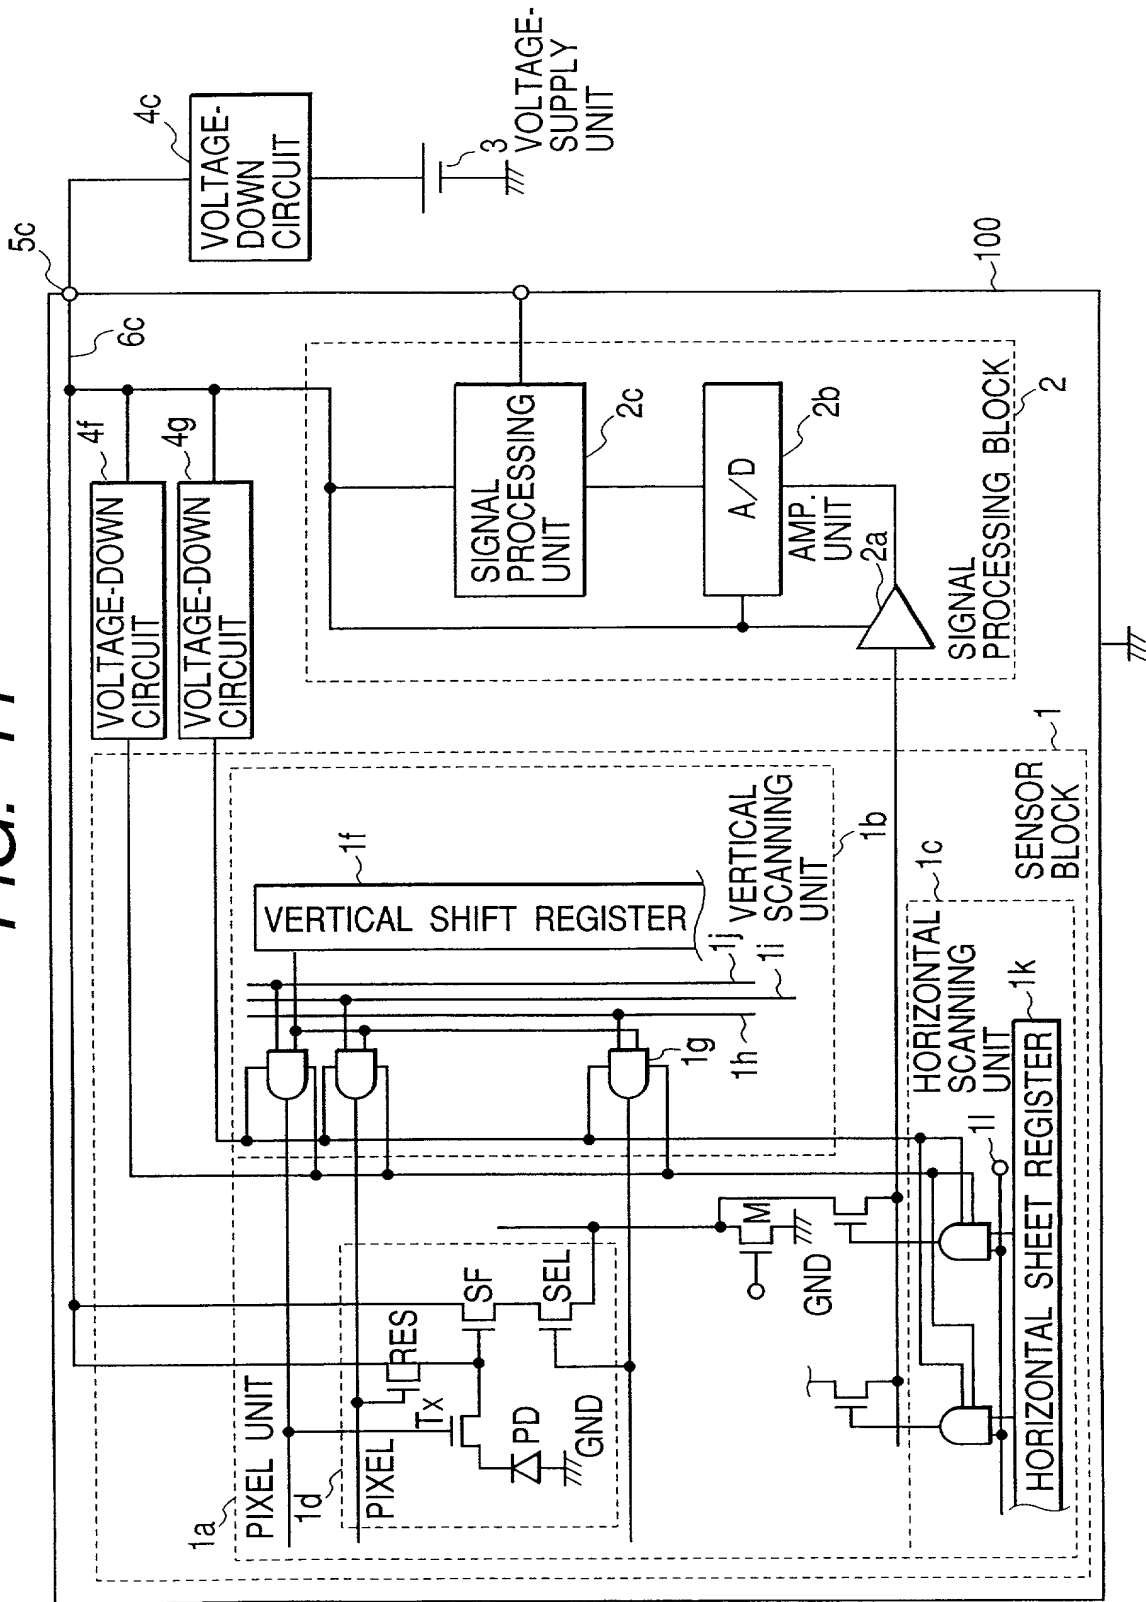 FIG. 11
5c
6c
4c
VOLTAGE-
DOWN
CIRCUIT
3
VOLTAGE-
SUPPLY
UNIT
100
4f
VOLTAGE-DOWN
CIRCUIT
4g
VOLTAGE-DOWN
CIRCUIT
SIGNAL
PROCESSING
UNIT
2c
A/D
2b
AMP.
UNIT
2a
SIGNAL
PROCESSING BLOCK
2
1
SENSOR
BLOCK
1f
VERTICAL SHIFT REGISTER
1j
1i
1h
1g
VERTICAL
SCANNING
UNIT
1b
1c
HORIZONTAL
SCANNING
UNIT
1k
HORIZONTAL SHEET REGISTER
1l
1a
PIXEL UNIT
1d
PIXEL
RES
Tx
SF
SEL
PD
GND
M
GND